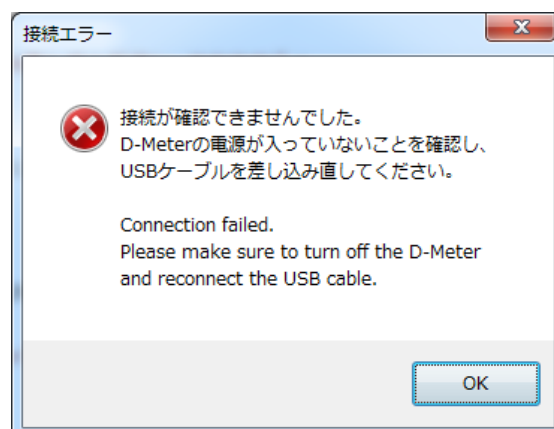 接続エラー
接続が確認できませんでした。
D-Meterの電源が入っていないことを確認し、
USBケーブルを差し込み直してください。
Connection failed.
Please make sure to turn off the D-Meter
and reconnect the USB cable.
OK